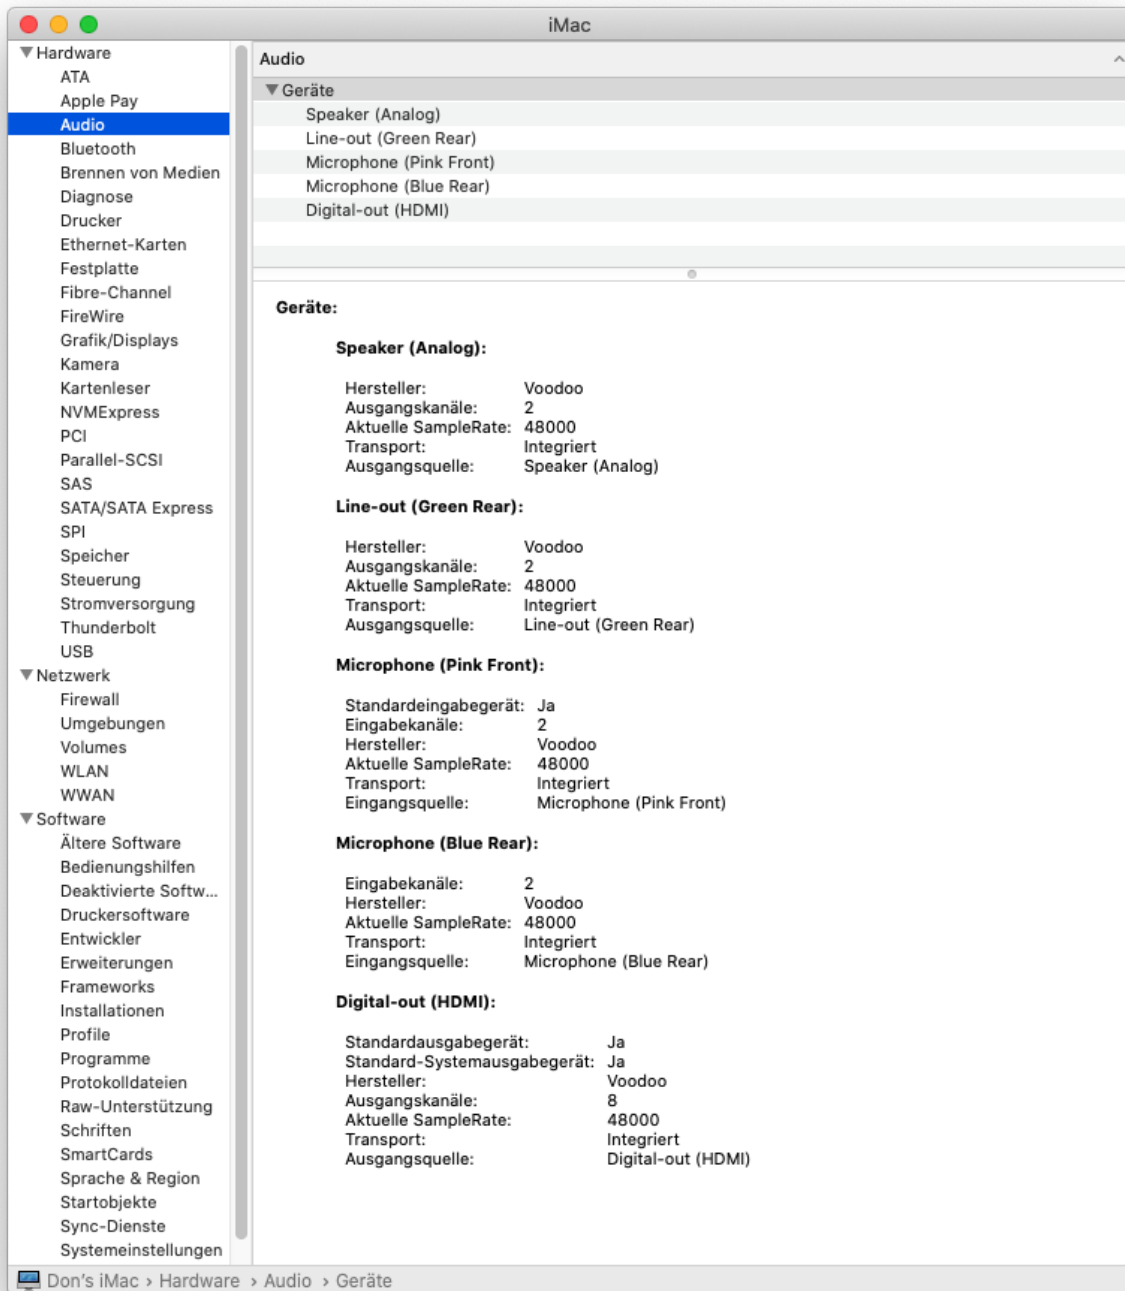 iMac
Hardware
ATA
Apple Pay
Audio
Bluetooth
Brennen von Medien
Diagnose
Drucker
Ethernet-Karten
Festplatte
Fibre-Channel
FireWire
Grafik/Displays
Kamera
Kartenleser
NVMExpress
PCI
Parallel-SCSI
SAS
SATA/SATA Express
SPI
Speicher
Steuerung
Stromversorgung
Thunderbolt
USB
Netzwerk
Firewall
Umgebungen
Volumes
WLAN
WWAN
Software
Ältere Software
Bedienungshilfen
Deaktivierte Softw...
Druckersoftware
Entwickler
Erweiterungen
Frameworks
Installationen
Profile
Programme
Protokolldateien
Raw-Unterstützung
Schriften
SmartCards
Sprache & Region
Startobjekte
Sync-Dienste
Systemeinstellungen
Audio
Geräte
Speaker (Analog)
Line-out (Green Rear)
Microphone (Pink Front)
Microphone (Blue Rear)
Digital-out (HDMI)
Geräte:
Speaker (Analog):
Hersteller: Voodoo
Ausgangskanäle: 2
Aktuelle SampleRate: 48000
Transport: Integriert
Ausgangsquelle: Speaker (Analog)
Line-out (Green Rear):
Hersteller: Voodoo
Ausgangskanäle: 2
Aktuelle SampleRate: 48000
Transport: Integriert
Ausgangsquelle: Line-out (Green Rear)
Microphone (Pink Front):
Standardeingabegerät: Ja
Eingabekanäle: 2
Hersteller: Voodoo
Aktuelle SampleRate: 48000
Transport: Integriert
Eingangsquelle: Microphone (Pink Front)
Microphone (Blue Rear):
Eingabekanäle: 2
Hersteller: Voodoo
Aktuelle SampleRate: 48000
Transport: Integriert
Eingangsquelle: Microphone (Blue Rear)
Digital-out (HDMI):
Standardausgabegerät: Ja
Standard-Systemausgabegerät: Ja
Hersteller: Voodoo
Ausgangskanäle: 8
Aktuelle SampleRate: 48000
Transport: Integriert
Ausgangsquelle: Digital-out (HDMI)
Don's iMac › Hardware › Audio › Geräte